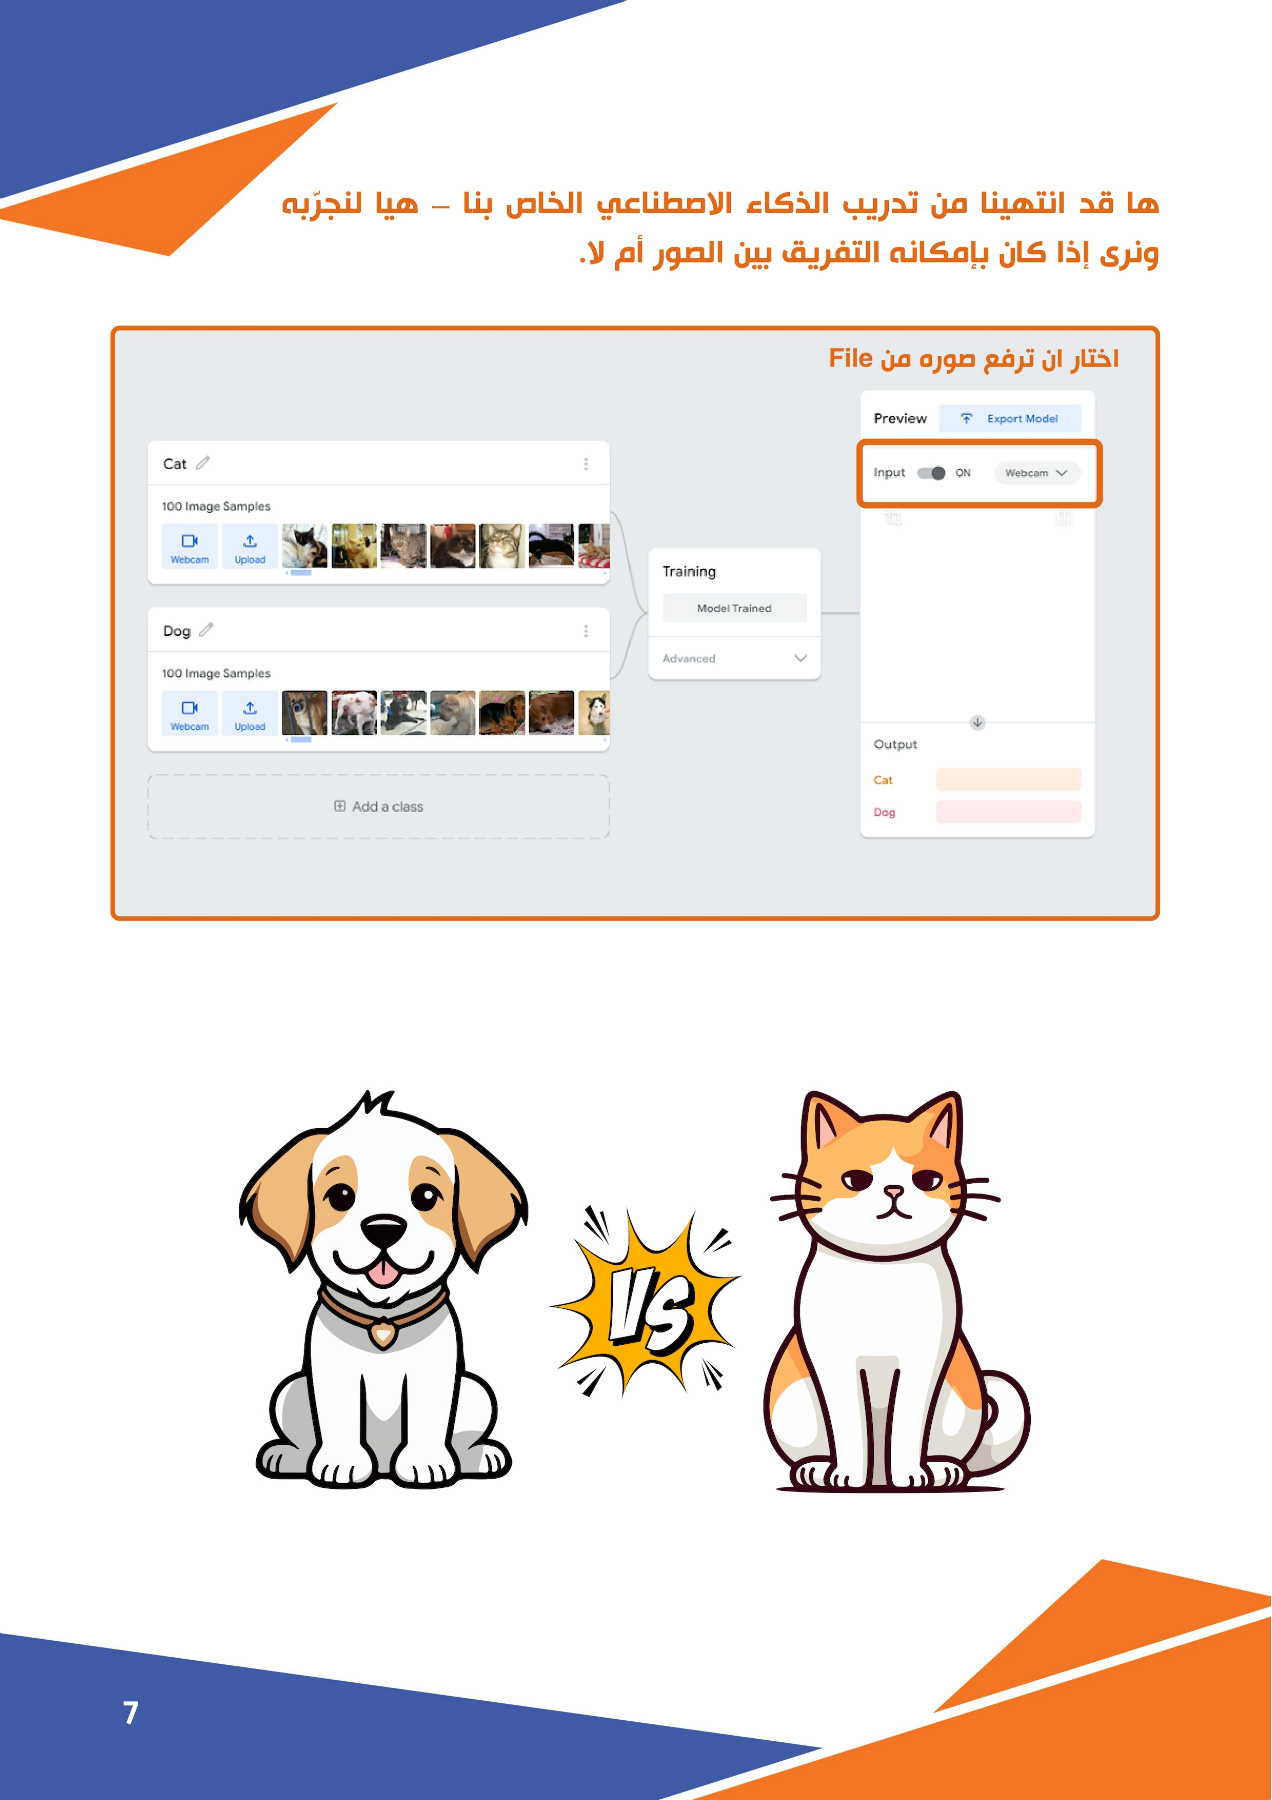 ها قد انتهينا من تدريب الذكاء الاصطناعي الخاص بنا – هيا لنجرّبه
ونرى إذا كان بإمكانه التفريق بين الصور أم لا.
اختار ان ترفع صوره من File
Preview
Export Model
Input
ON
Webcam
Cat
100 Image Samples
Webcam
Upload
Dog
100 Image Samples
Webcam
Upload
Add a class
Training
Model Trained
Advanced
Output
Cat
Dog
VS
7